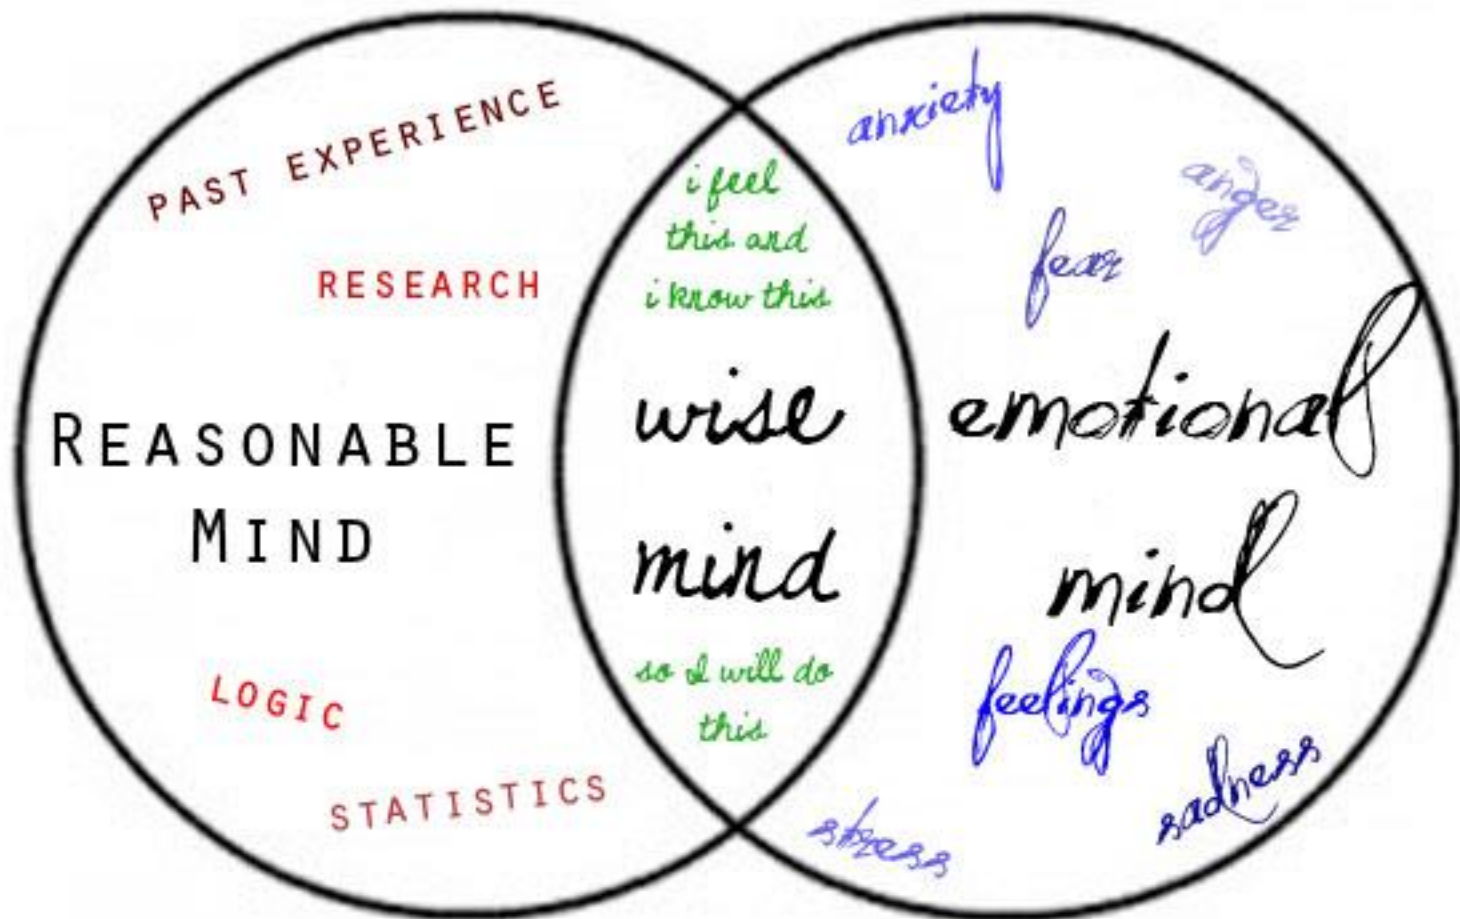 PAST EXPERIENCE
RESEARCH
REASONABLE
MIND
LOGIC
STATISTICS
i feel
this and
i know this
wise
mind
so I will do
this
anxiety
anger
fear
emotional
mind
feelings
sadness
stress